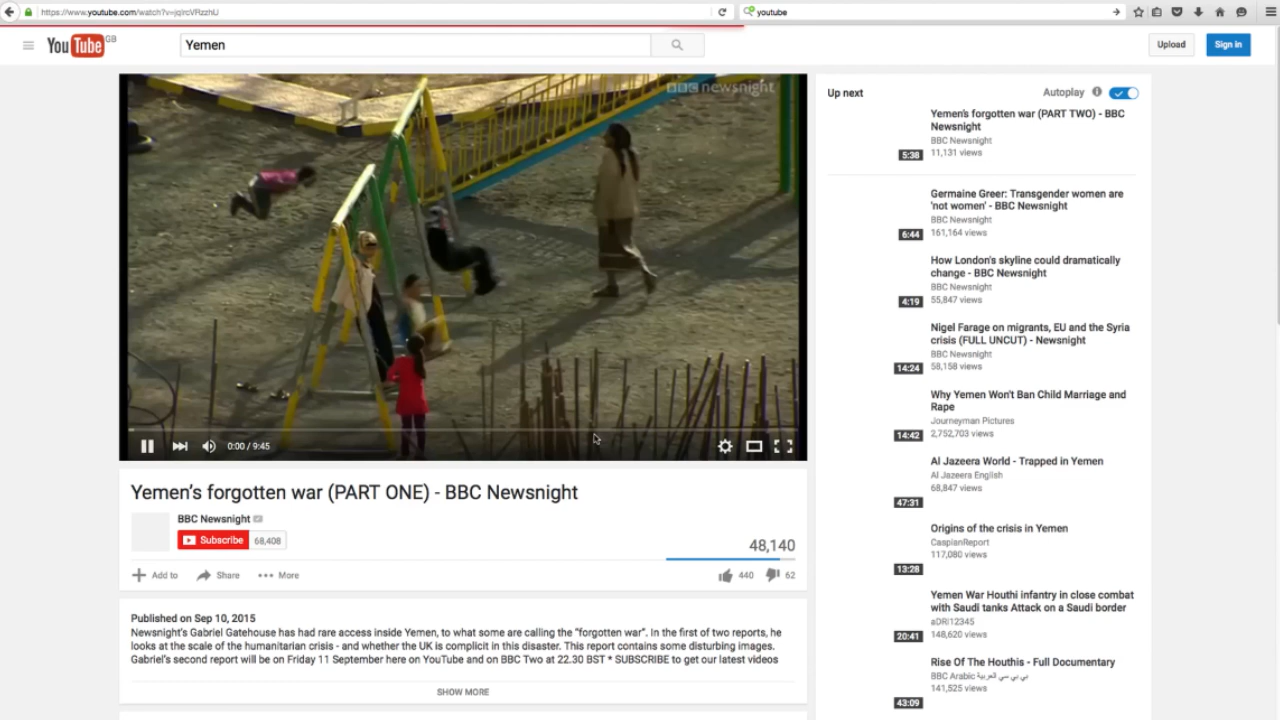 https://www.youtube.com/watch?v=jqIrcVRzzhU
youtube
YouTube GB
Yemen
Upload
Sign in
BBC newsnight
0:00 / 9:45
Yemen's forgotten war (PART ONE) - BBC Newsnight
BBC Newsnight
Subscribe 68,408
48,140
Add to
Share
More
440
62
Published on Sep 10, 2015
Newsnight's Gabriel Gatehouse has had rare access inside Yemen, to what some are calling the "forgotten war". In the first of two reports, he
looks at the scale of the humanitarian crisis - and whether the UK is complicit in this disaster. This report contains some disturbing images.
Gabriel's second report will be on Friday 11 September here on YouTube and on BBC Two at 22.30 BST * SUBSCRIBE to get our latest videos
SHOW MORE
Up next
Autoplay
Yemen's forgotten war (PART TWO) - BBC
Newsnight
BBC Newsnight
11,131 views
5:38
Germaine Greer: Transgender women are
'not women' - BBC Newsnight
BBC Newsnight
161,164 views
6:44
How London's skyline could dramatically
change - BBC Newsnight
BBC Newsnight
55,847 views
4:19
Nigel Farage on migrants, EU and the Syria
crisis (FULL UNCUT) - Newsnight
BBC Newsnight
58,158 views
14:24
Why Yemen Won't Ban Child Marriage and
Rape
Journeyman Pictures
2,752,703 views
14:42
Al Jazeera World - Trapped in Yemen
Al Jazeera English
68,847 views
47:31
Origins of the crisis in Yemen
CaspianReport
117,080 views
13:28
Yemen War Houthi infantry in close combat
with Saudi tanks Attack on a Saudi border
aDRI12345
148,620 views
20:41
Rise Of The Houthis - Full Documentary
BBC Arabic بي بي سي العربية
141,525 views
43:09